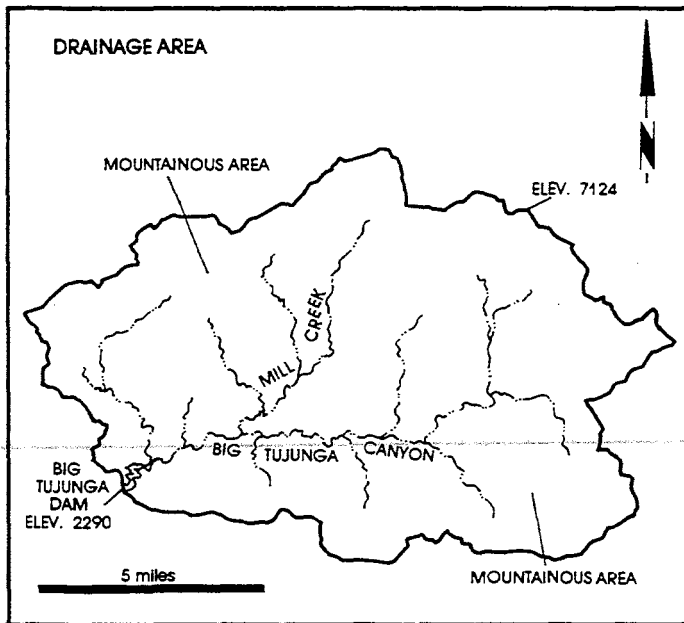 DRAINAGE AREA
N
MOUNTAINOUS AREA
ELEV. 7124
MILL CREEK
BIG TUJUNGA CANYON
BIG
TUJUNGA
DAM
ELEV. 2290
5 miles
MOUNTAINOUS AREA